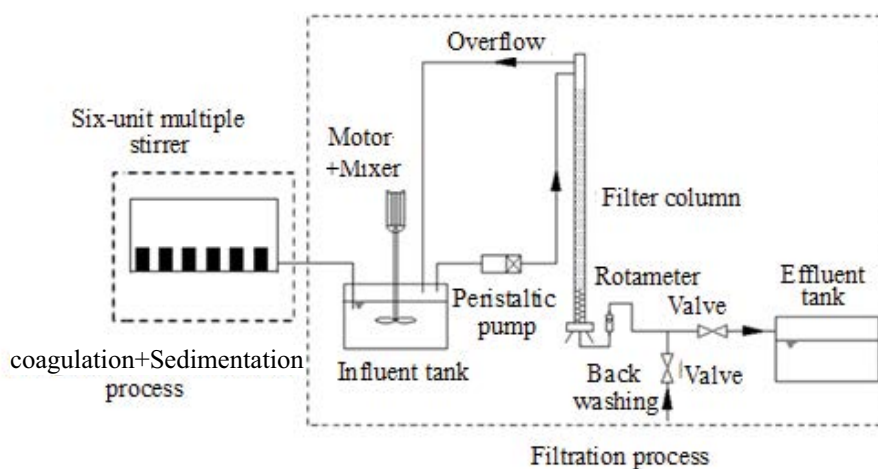 Overflow
Six-unit multiple
stirrer
Motor
+Mixer
Filter column
Rotameter
Effluent
tank
Valve
Peristaltic
pump
Influent tank
Back
washing
Valve
coagulation+Sedimentation
process
Filtration process